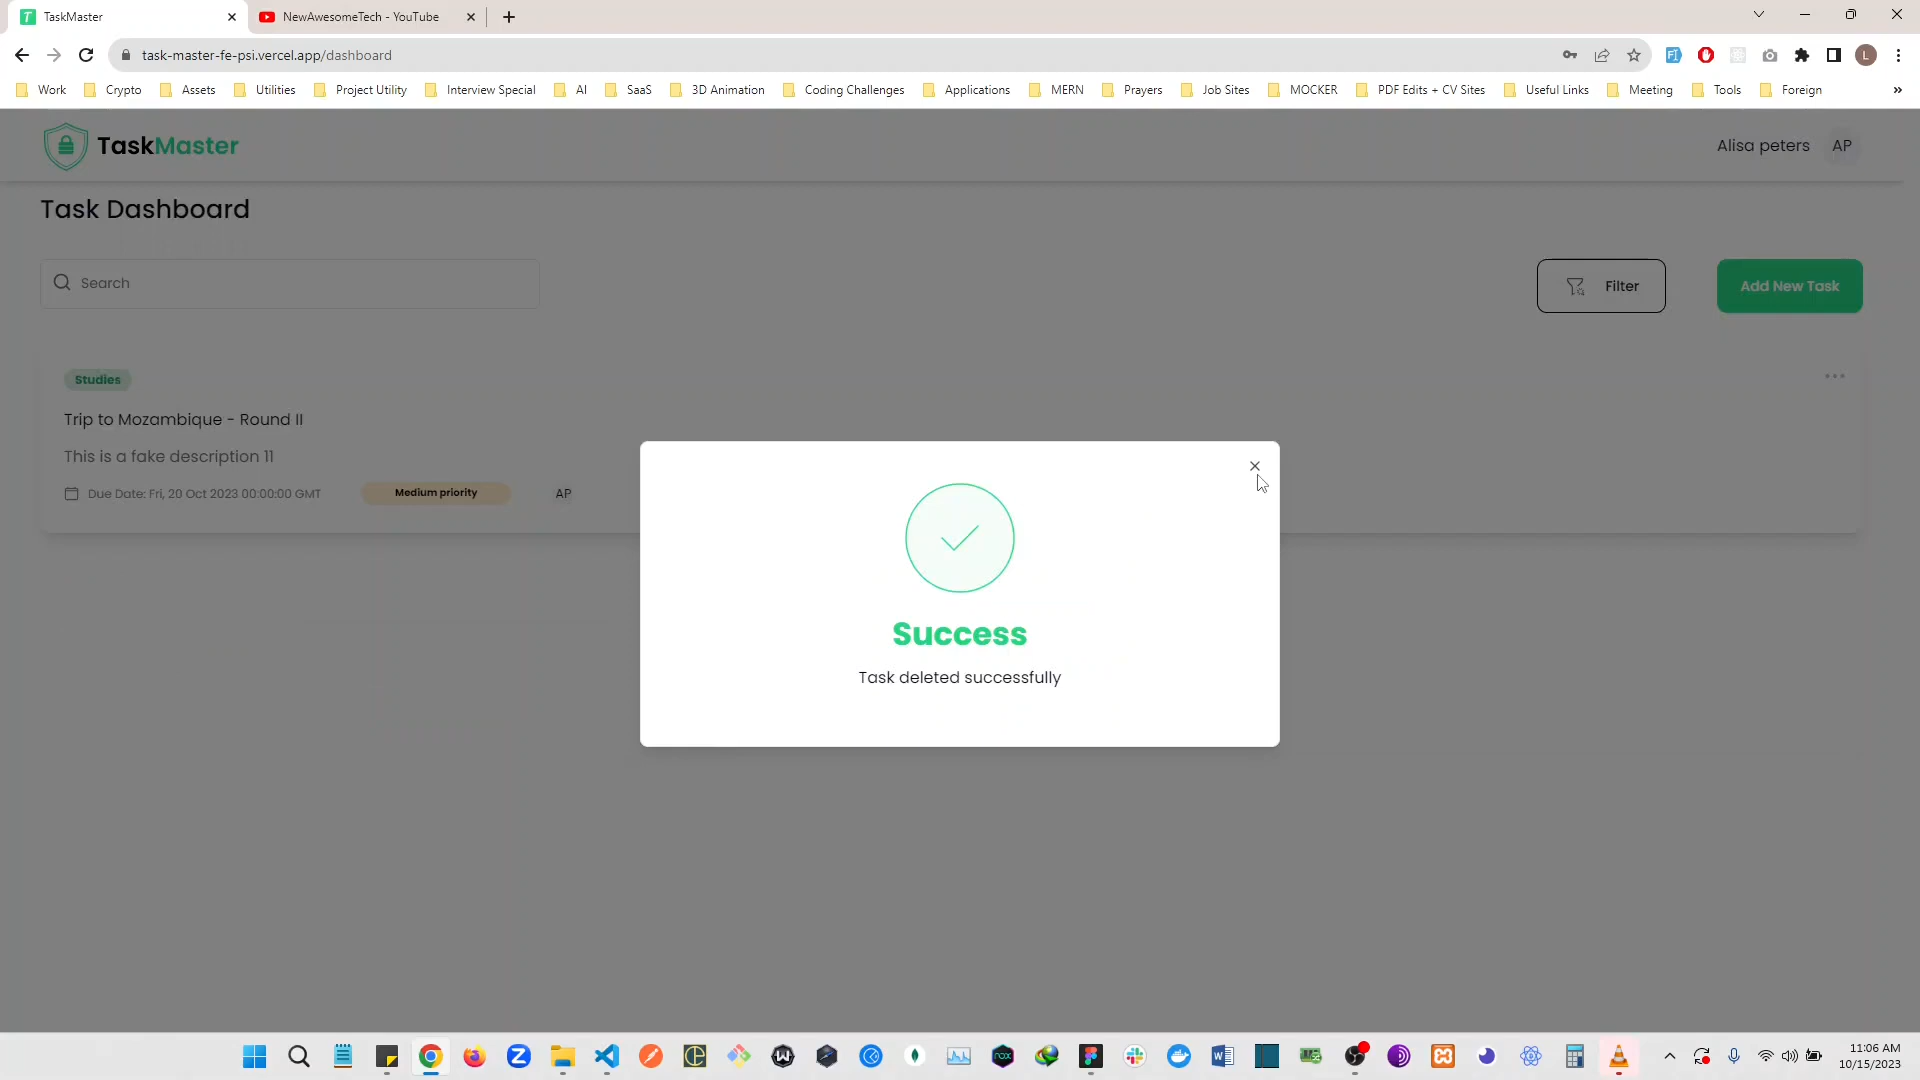 TaskMaster
NewAwesomeTech - YouTube
task-master-fe-psi.vercel.app/dashboard
L
Work
Crypto
Assets
Utilities
Project Utility
Interview Special
AI
SaaS
3D Animation
Coding Challenges
Applications
MERN
Prayers
Job Sites
MOCKER
PDF Edits + CV Sites
Useful Links
Meeting
Tools
Foreign
TaskMaster
Alisa peters
AP
Task Dashboard
Search
Filter
Add New Task
Studies
Trip to Mozambique - Round II
This is a fake description 11
Due Date: Fri, 20 Oct 2023 00:00:00 GMT
Medium priority
AP
Success
Task deleted successfully
11:06 AM
10/15/2023